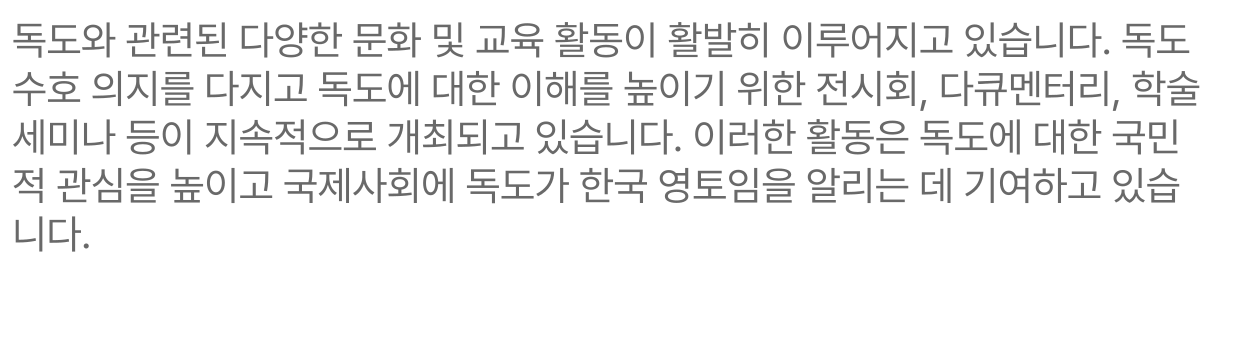 독도와 관련된 다양한 문화 및 교육 활동이 활발히 이루어지고 있습니다. 독도
수호 의지를 다지고 독도에 대한 이해를 높이기 위한 전시회, 다큐멘터리, 학술
세미나 등이 지속적으로 개최되고 있습니다. 이러한 활동은 독도에 대한 국민
적 관심을 높이고 국제사회에 독도가 한국 영토임을 알리는 데 기여하고 있습
니다.